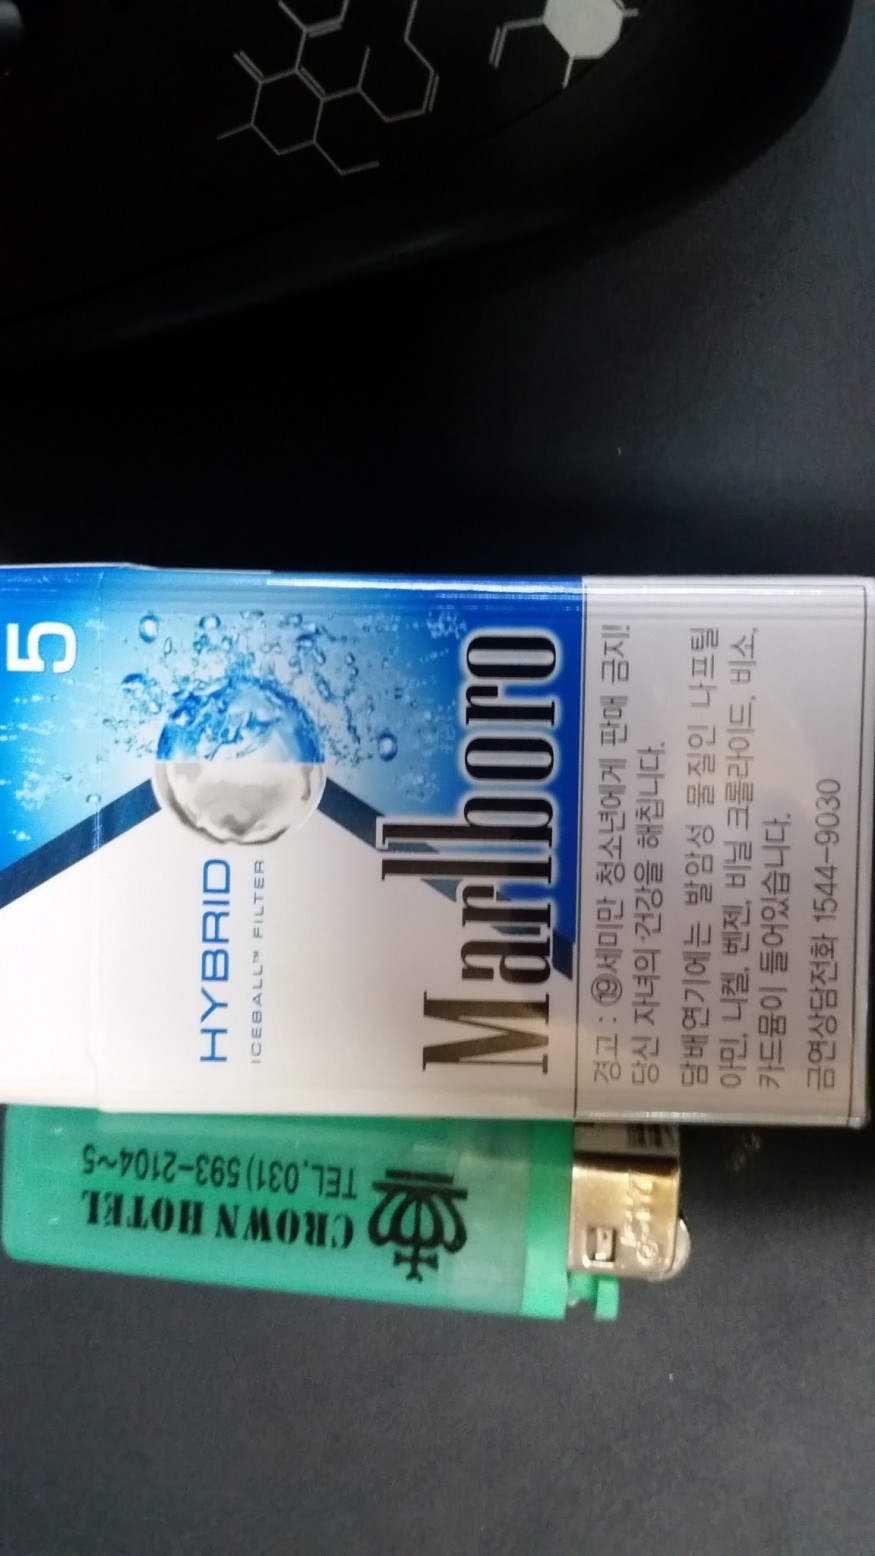 5
HYBRID
ICEBALL™ FILTER
Marlboro
경고 : ⑲세미만 청소년에게 판매 금지!
당신 자녀의 건강을 해칩니다.
담배연기에는 발암성 물질인 나프틸
아민, 니켈, 벤젠, 비닐 크롤라이드, 비소,
카드뮴이 들어있습니다.
금연상담전화 1544-9030
CROWN HOTEL
TEL.031) 593-2104~5